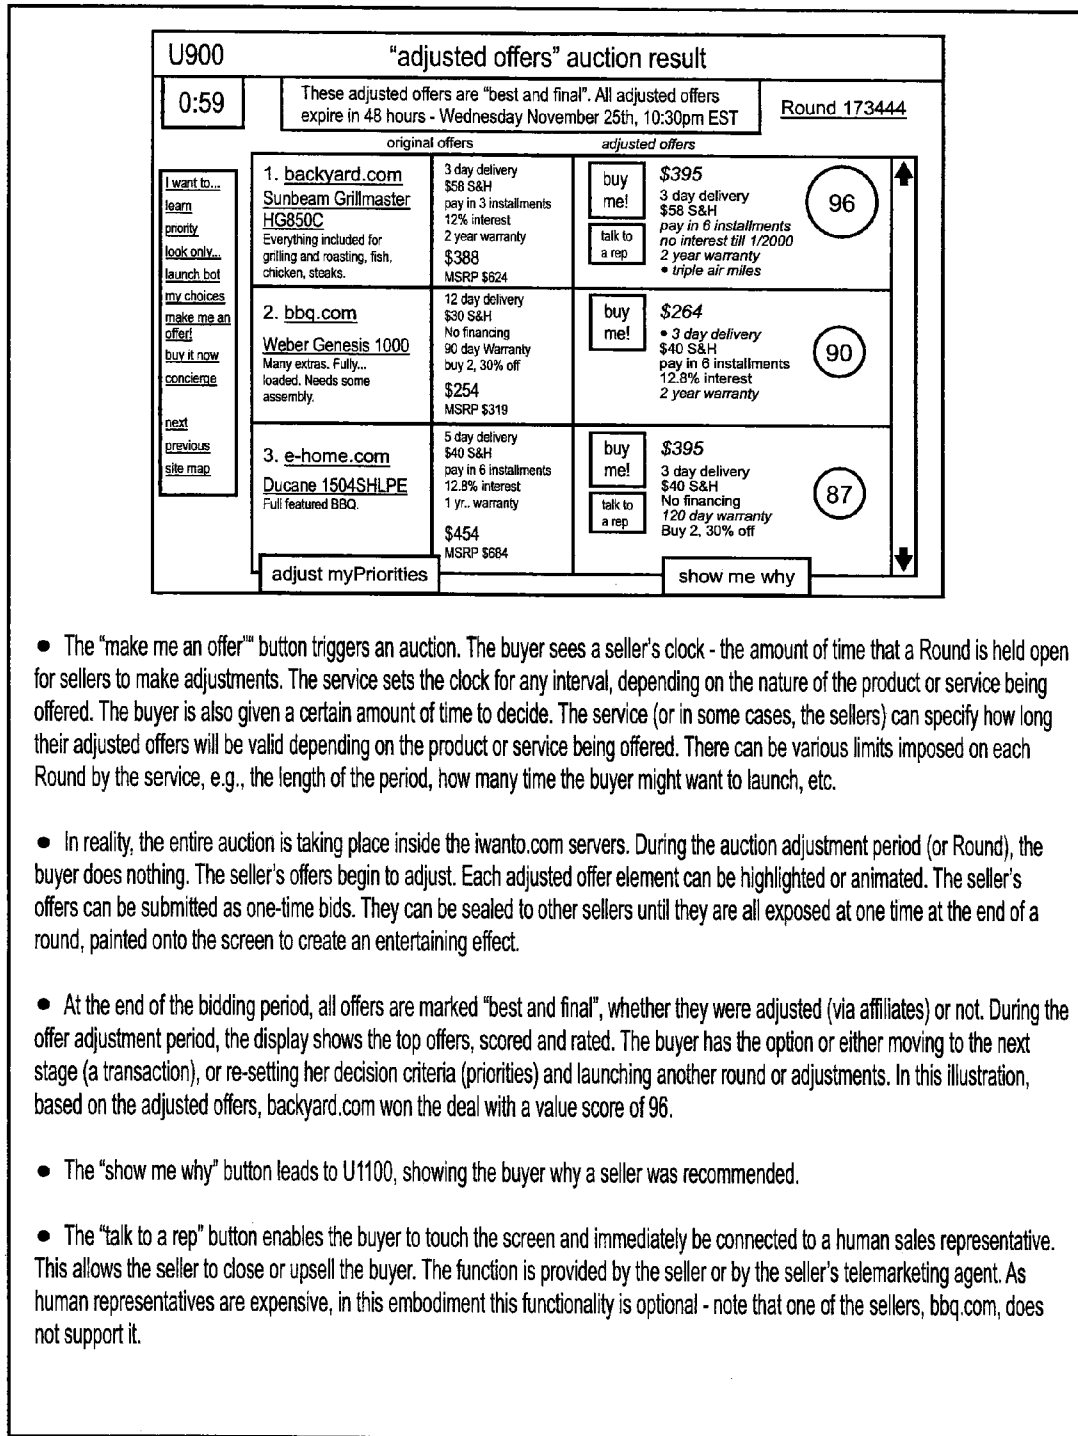 U900
"adjusted offers" auction result
0:59
These adjusted offers are "best and final". All adjusted offers
expire in 48 hours - Wednesday November 25th, 10:30pm EST
Round 173444
original offers
adjusted offers
I want to...
learn
priority
look only...
launch bot
my choices
make me an
offer!
buy it now
concierge
next
previous
site map
1. backyard.com
Sunbeam Grillmaster
HG850C
Everything included for
grilling and roasting, fish,
chicken, steaks.
3 day delivery
$58 S&H
pay in 3 installments
12% interest
2 year warranty
$388
MSRP $624
buy
me!
talk to
a rep
$395
3 day delivery
$58 S&H
pay in 6 installments
no interest till 1/2000
2 year warranty
• triple air miles
96
2. bbq.com
Weber Genesis 1000
Many extras. Fully...
loaded. Needs some
assembly.
12 day delivery
$30 S&H
No financing
90 day Warranty
buy 2, 30% off
$254
MSRP $319
buy
me!
$264
• 3 day delivery
$40 S&H
pay in 6 installments
12.8% interest
2 year warranty
90
3. e-home.com
Ducane 1504SHLPE
Full featured BBQ.
5 day delivery
$40 S&H
pay in 6 installments
12.8% interest
1 yr.. warranty
$454
MSRP $684
buy
me!
talk to
a rep
$395
3 day delivery
$40 S&H
No financing
120 day warranty
Buy 2, 30% off
87
adjust myPriorities
show me why
• The "make me an offer"" button triggers an auction. The buyer sees a seller's clock - the amount of time that a Round is held open
for sellers to make adjustments. The service sets the clock for any interval, depending on the nature of the product or service being
offered. The buyer is also given a certain amount of time to decide. The service (or in some cases, the sellers) can specify how long
their adjusted offers will be valid depending on the product or service being offered. There can be various limits imposed on each
Round by the service, e.g., the length of the period, how many time the buyer might want to launch, etc.
• In reality, the entire auction is taking place inside the iwanto.com servers. During the auction adjustment period (or Round), the
buyer does nothing. The seller's offers begin to adjust. Each adjusted offer element can be highlighted or animated. The seller's
offers can be submitted as one-time bids. They can be sealed to other sellers until they are all exposed at one time at the end of a
round, painted onto the screen to create an entertaining effect.
• At the end of the bidding period, all offers are marked "best and final", whether they were adjusted (via affiliates) or not. During the
offer adjustment period, the display shows the top offers, scored and rated. The buyer has the option or either moving to the next
stage (a transaction), or re-setting her decision criteria (priorities) and launching another round or adjustments. In this illustration,
based on the adjusted offers, backyard.com won the deal with a value score of 96.
• The "show me why" button leads to U1100, showing the buyer why a seller was recommended.
• The "talk to a rep" button enables the buyer to touch the screen and immediately be connected to a human sales representative.
This allows the seller to close or upsell the buyer. The function is provided by the seller or by the seller's telemarketing agent. As
human representatives are expensive, in this embodiment this functionality is optional - note that one of the sellers, bbq.com, does
not support it.